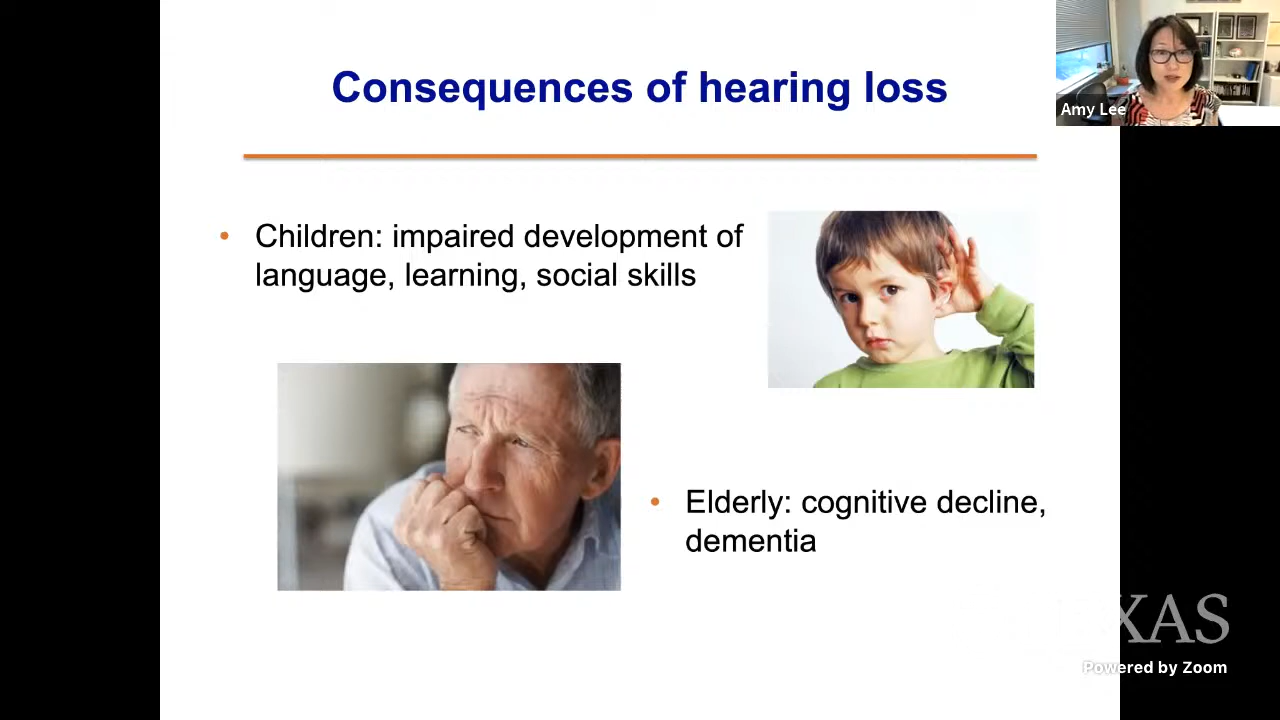 Consequences of hearing loss
Amy Lee
• Children: impaired development of
language, learning, social skills
• Elderly: cognitive decline,
dementia
XAS
Powered by Zoom